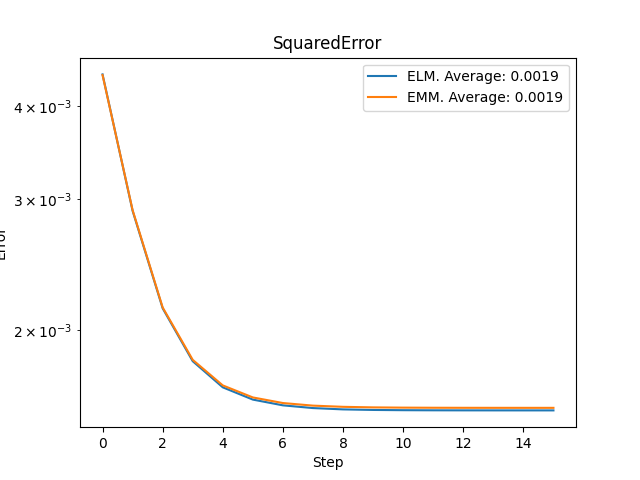 SquaredError
ELM. Average: 0.0019
EMM. Average: 0.0019
4 × 10⁻³
3 × 10⁻³
2 × 10⁻³
Error
0 2 4 6 8 10 12 14
Step